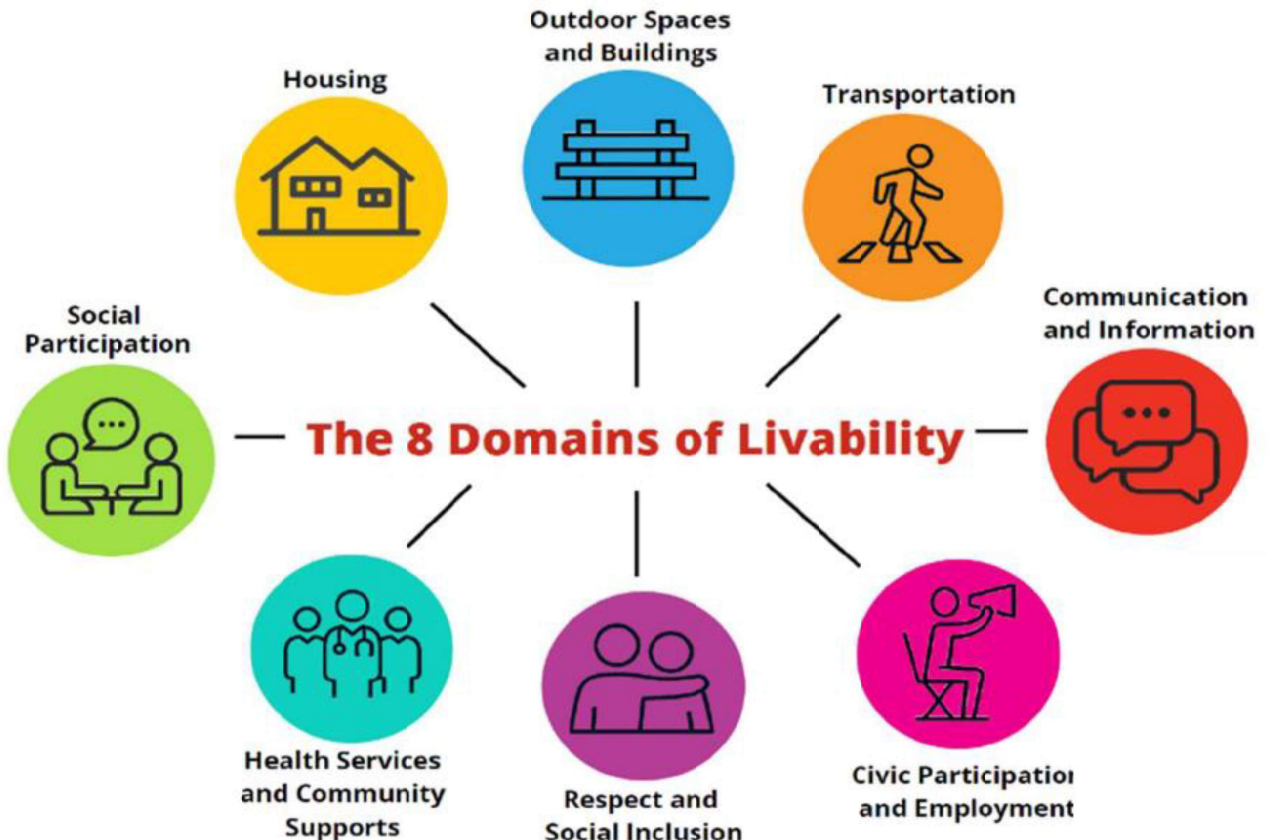 Outdoor Spaces
and Buildings
Housing
Transportation
Social
Participation
Communication
and Information
The 8 Domains of Livability
Health Services
and Community
Supports
Respect and
Social Inclusion
Civic Participation
and Employment